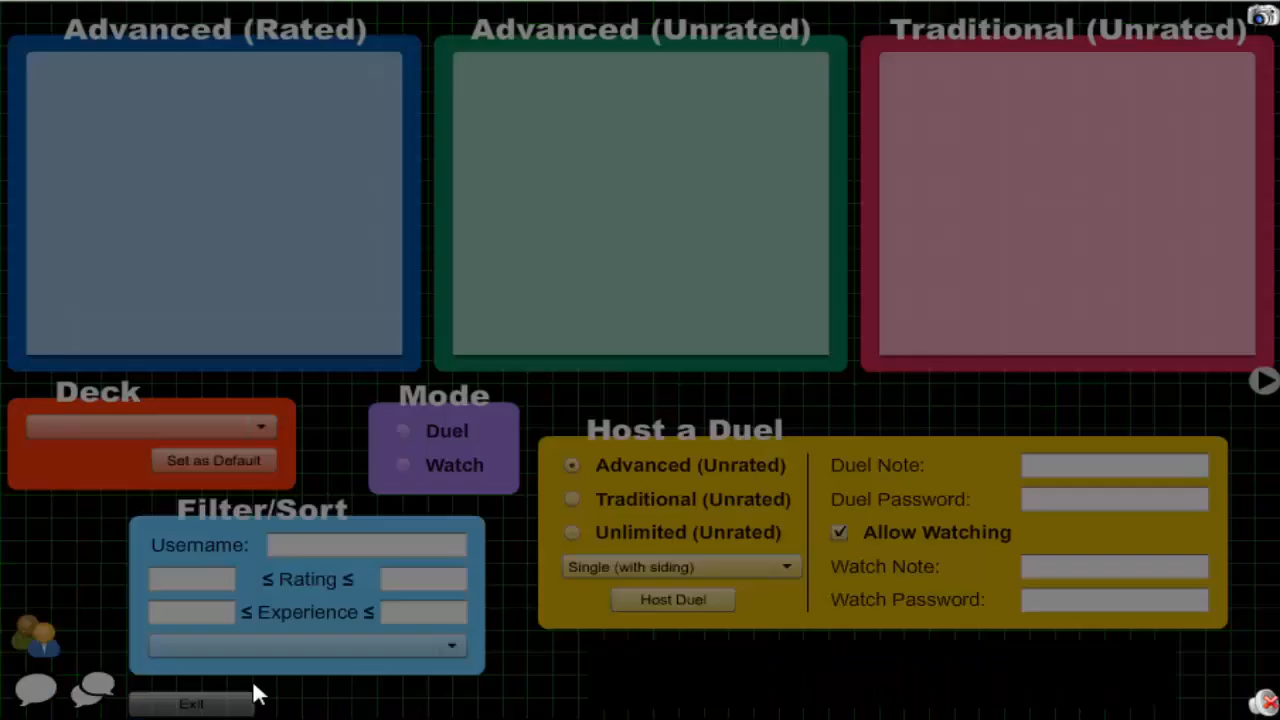 Advanced (Rated)
Advanced (Unrated)
Traditional (Unrated)
Deck
Set as Default
Mode
Duel
Watch
Filter/Sort
Username:
≤ Rating ≤
≤ Experience ≤
Exit
Host a Duel
Advanced (Unrated)
Traditional (Unrated)
Unlimited (Unrated)
Single (with siding)
Host Duel
Duel Note:
Duel Password:
Allow Watching
Watch Note:
Watch Password: